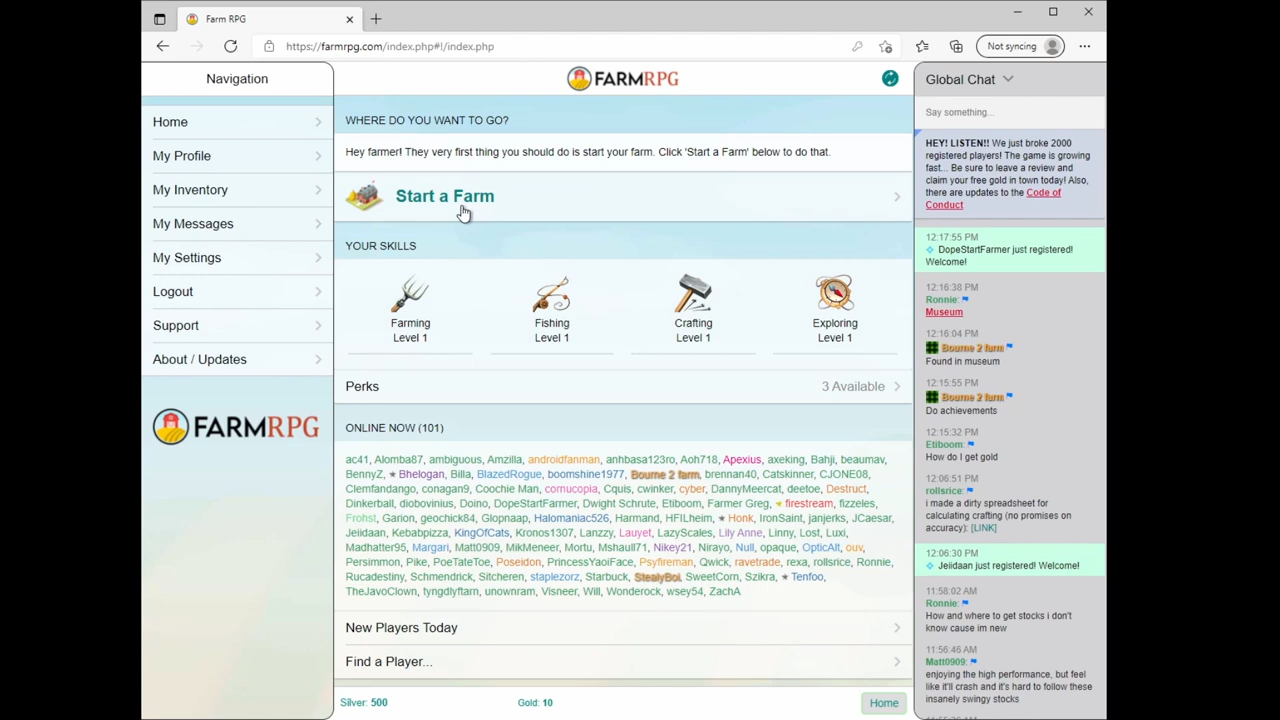 Farm RPG
https://farmrpg.com/index.php#!/index.php
Not syncing
Navigation
Home
My Profile
My Inventory
My Messages
My Settings
Logout
Support
About / Updates
FARMRPG
FARMRPG
WHERE DO YOU WANT TO GO?
Hey farmer! They very first thing you should do is start your farm. Click 'Start a Farm' below to do that.
Start a Farm
YOUR SKILLS
Farming
Level 1
Fishing
Level 1
Crafting
Level 1
Exploring
Level 1
Perks
3 Available
ONLINE NOW (101)
ac41, Alomba87, ambiguous, Amzilla, androidfanman, anhbasa123ro, Aoh718, Apexius, axeking, Bahji, beaumav,
BennyZ, Bhelogan, Billa, BlazedRogue, boomshine1977, Bourne 2 farm, brennan40, Catskinner, CJONE08,
Clemfandango, conagan9, Coochie Man, cornucopia, Cquis, cwinker, cyber, DannyMeercat, deetoe, Destruct,
Dinkerball, diobovinius, Doino, DopeStartFarmer, Dwight Schrute, Etiboom, Farmer Greg, firestream, fizzeles,
Frohst, Garion, geochick84, Glopnaap, Halomaniac526, Harmand, HFILheim, Honk, IronSaint, janjerks, JCaesar,
Jeiidaan, Kebabpizza, KingOfCats, Kronos1307, Lanzzy, LazyScales, Lily Anne, Linny, Lost, Luxi,
Madhatter95, Margari, Matt0909, MikMeneer, Mortu, Mshaull71, Nikey21, Nirayo, Null, opaque, OpticAlt, ouv,
Persimmon, Pike, PoeTateToe, Poseidon, PrincessYaoiFace, Psyfireman, Qwick, ravetrade, rexa, rollsrice, Ronnie,
Rucadestiny, Schmendrick, Sitcheren, staplezorz, Starbuck, StealyBoi, SweetCorn, Szikra, Tenfoo,
TheJavoClown, tyngdlyftarn, unownram, Visneer, Will, Wonderock, wsey54, ZachA
New Players Today
Find a Player...
Silver: 500
Gold: 10
Home
Global Chat
Say something...
HEY! LISTEN!! We just broke 2000
registered players! The game is growing
fast... Be sure to leave a review and
claim your free gold in town today! Also,
there are updates to the Code of
Conduct
12:17:55 PM
DopeStartFarmer just registered!
Welcome!
12:16:38 PM
Ronnie:
Museum
12:16:04 PM
Bourne 2 farm
Found in museum
12:15:55 PM
Bourne 2 farm
Do achievements
12:15:32 PM
Etiboom:
How do I get gold
12:06:51 PM
rollsrice:
i made a dirty spreadsheet for
calculating crafting (no promises on
accuracy): [LINK]
12:06:30 PM
Jeiidaan just registered! Welcome!
11:58:02 AM
Ronnie:
How and where to get stocks i don't
know cause im new
11:56:46 AM
Matt0909:
enjoying the high performance, but feel
like it'll crash and it's hard to follow these
insanely swingy stocks